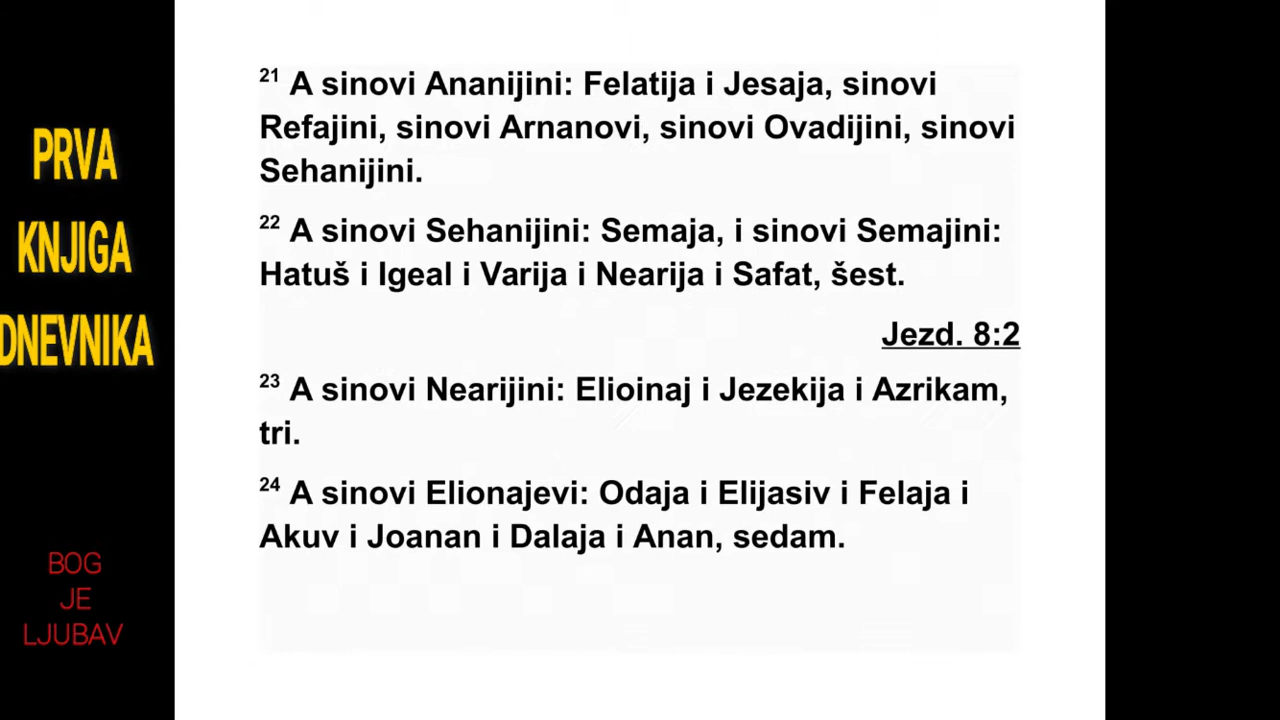 PRVA
KNJIGA
DNEVNIKA
BOG
JE
LJUBAV
21 A sinovi Ananijini: Felatija i Jesaja, sinovi
Refajini, sinovi Arnanovi, sinovi Ovadijini, sinovi
Sehanijini.
22 A sinovi Sehanijini: Semaja, i sinovi Semajini:
Hatuš i Igeal i Varija i Nearija i Safat, šest.
Jezd. 8:2
23 A sinovi Nearijini: Elioinaj i Jezekija i Azrikam,
tri.
24 A sinovi Elionajevi: Odaja i Elijasiv i Felaja i
Akuv i Joanan i Dalaja i Anan, sedam.